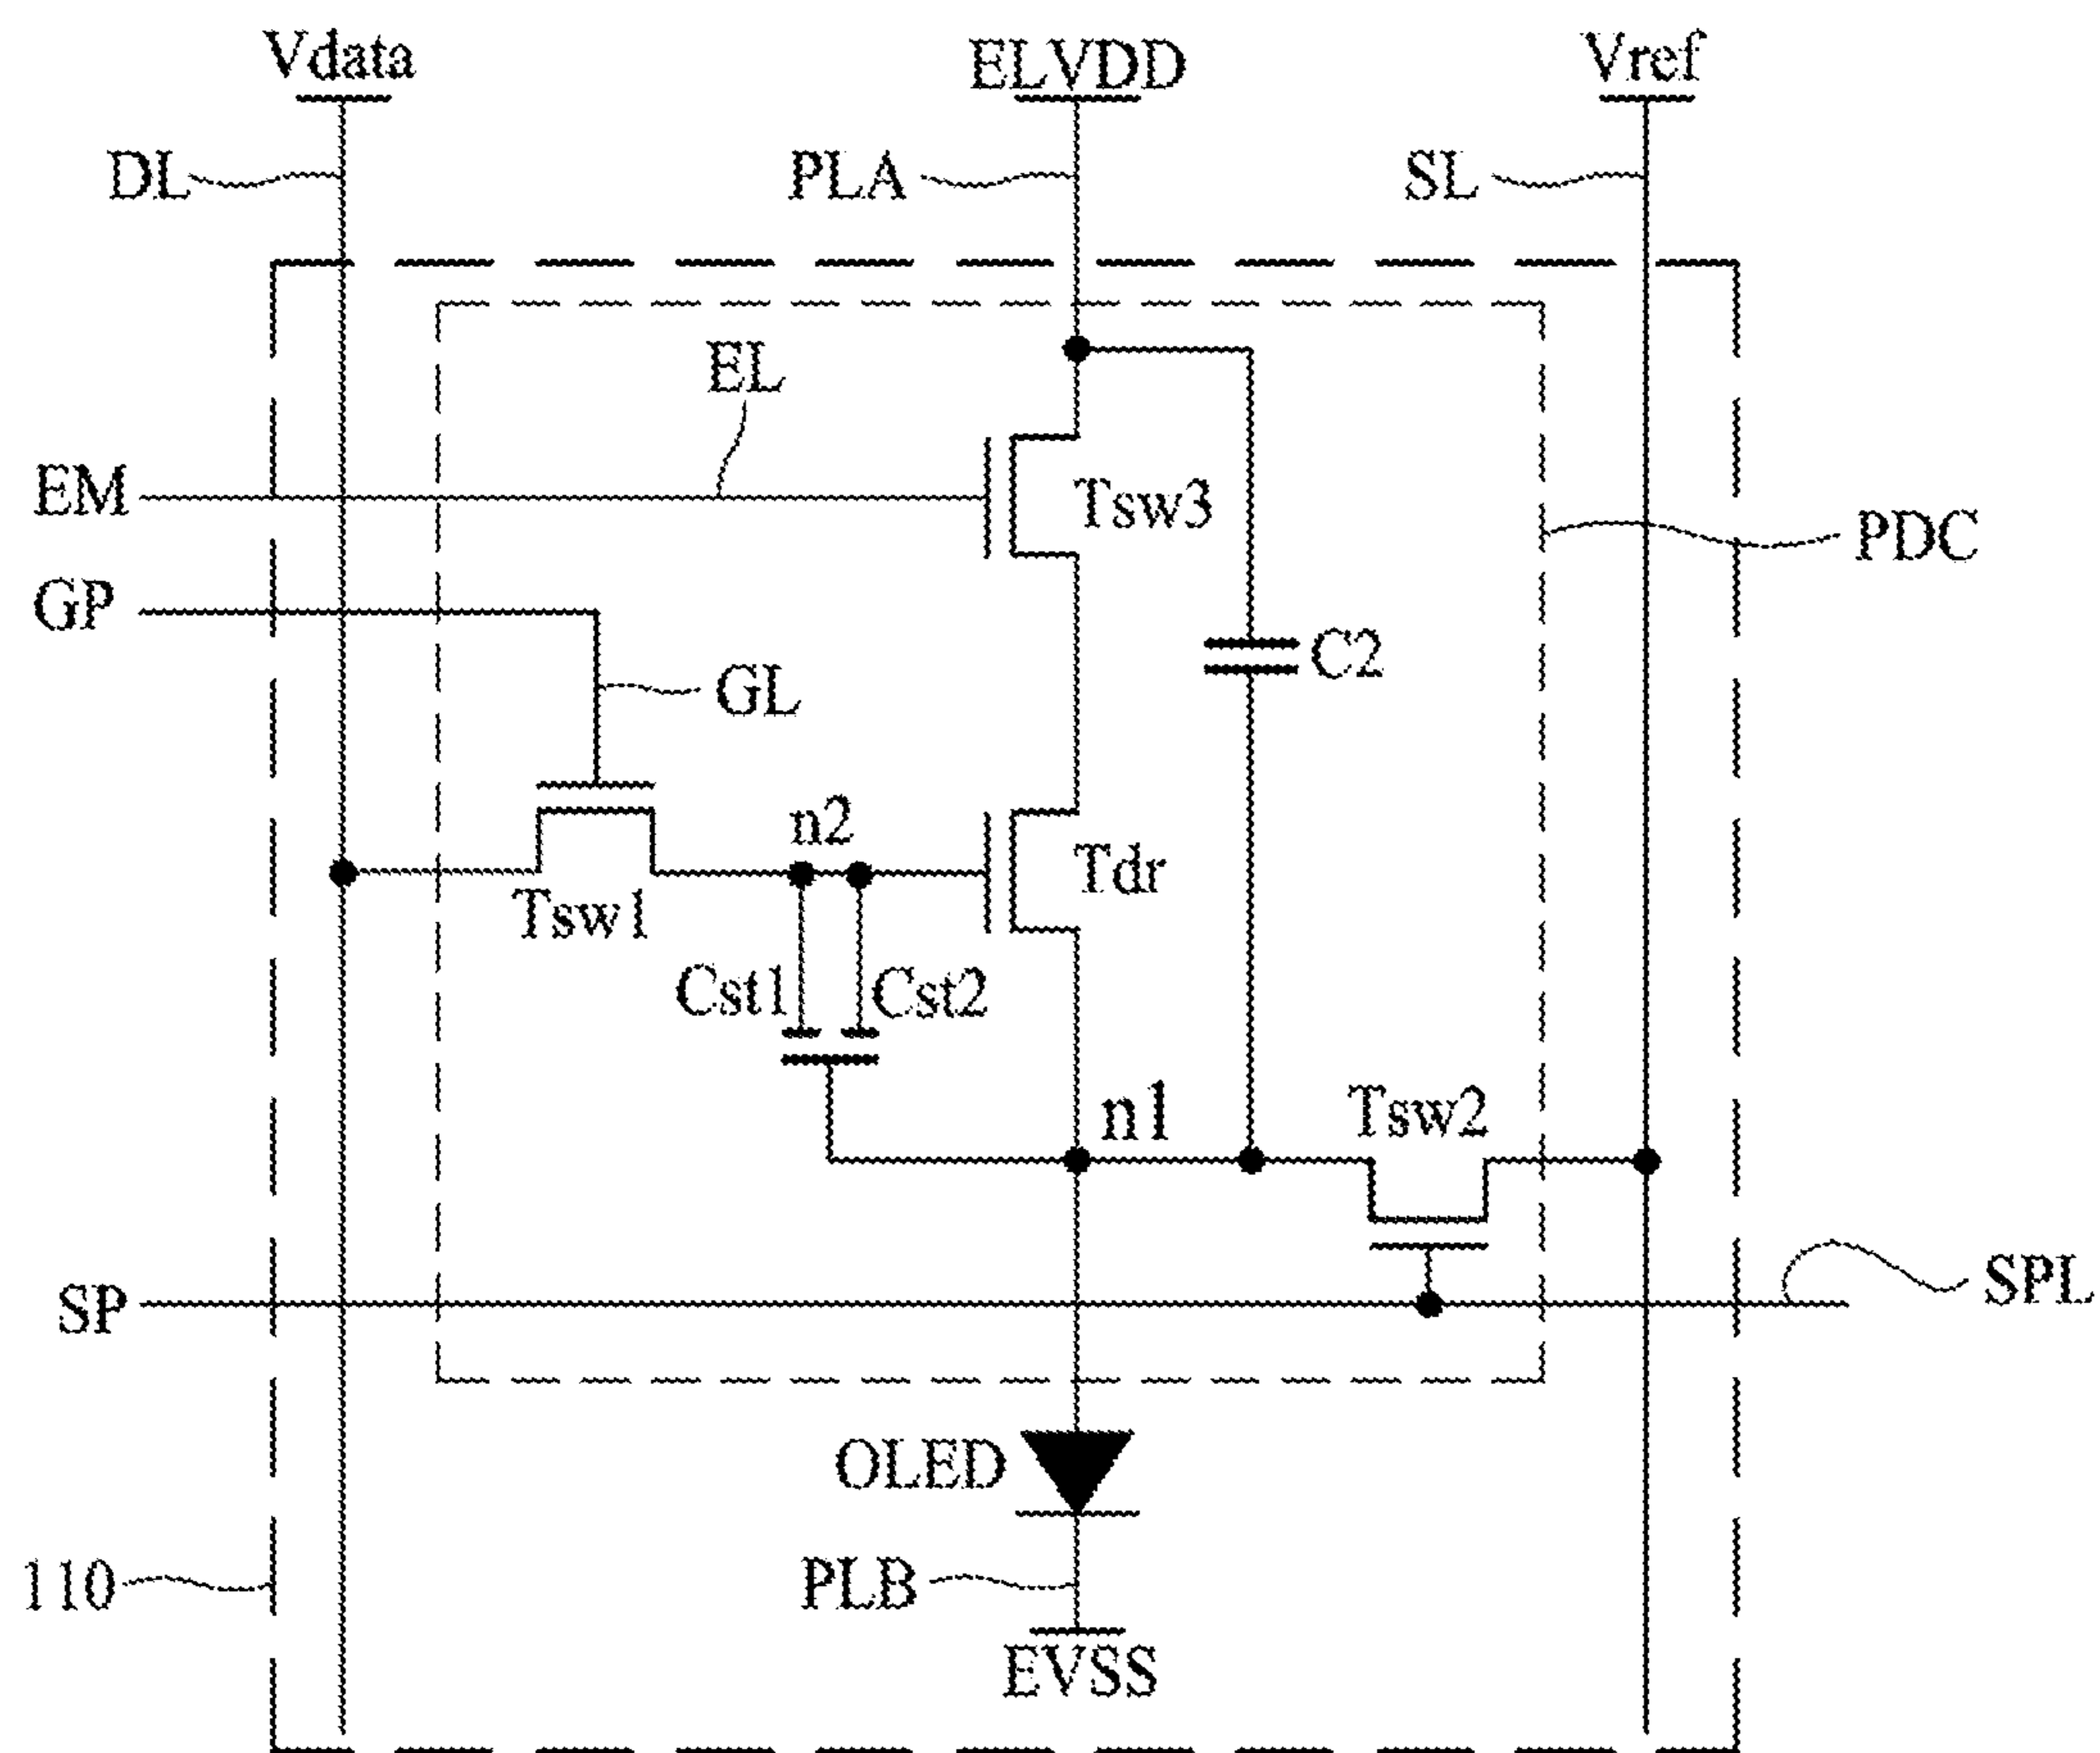 Vdata
ELVDD
Vref
DL
PLA
SL
EL
EM
Tsw3
PDC
GP
C2
GL
n2
Tdr
Tsw1
Cst1
Cst2
n1
Tsw2
SPL
SP
OLED
110
PLB
EVSS